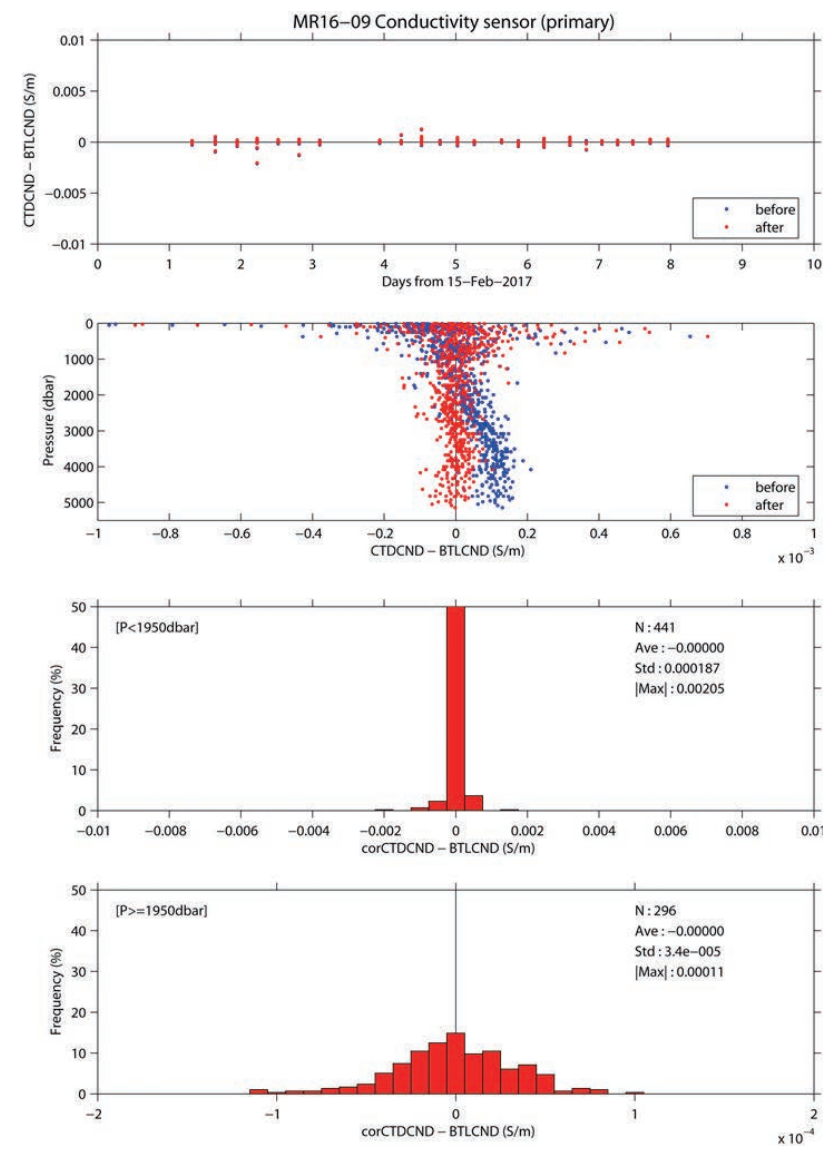 MR16−09 Conductivity sensor (primary)
0.01
0.005
0
−0.005
−0.01
CTDCND − BTLCND (S/m)
before
after
0 1 2 3 4 5 6 7 8 9 10
Days from 15−Feb−2017
0
1000
2000
3000
4000
5000
Pressure (dbar)
before
after
−1 −0.8 −0.6 −0.4 −0.2 0 0.2 0.4 0.6 0.8 1
CTDCND − BTLCND (S/m)
x 10−3
50
40
30
20
10
0
Frequency (%)
[P<1950dbar]
N : 441
Ave : −0.00000
Std : 0.000187
|Max| : 0.00205
−0.01 −0.008 −0.006 −0.004 −0.002 0 0.002 0.004 0.006 0.008 0.01
corCTDCND − BTLCND (S/m)
50
40
30
20
10
0
Frequency (%)
[P>=1950dbar]
N : 296
Ave : −0.00000
Std : 3.4e−005
|Max| : 0.00011
−2 −1 0 1 2
corCTDCND − BTLCND (S/m)
x 10−4